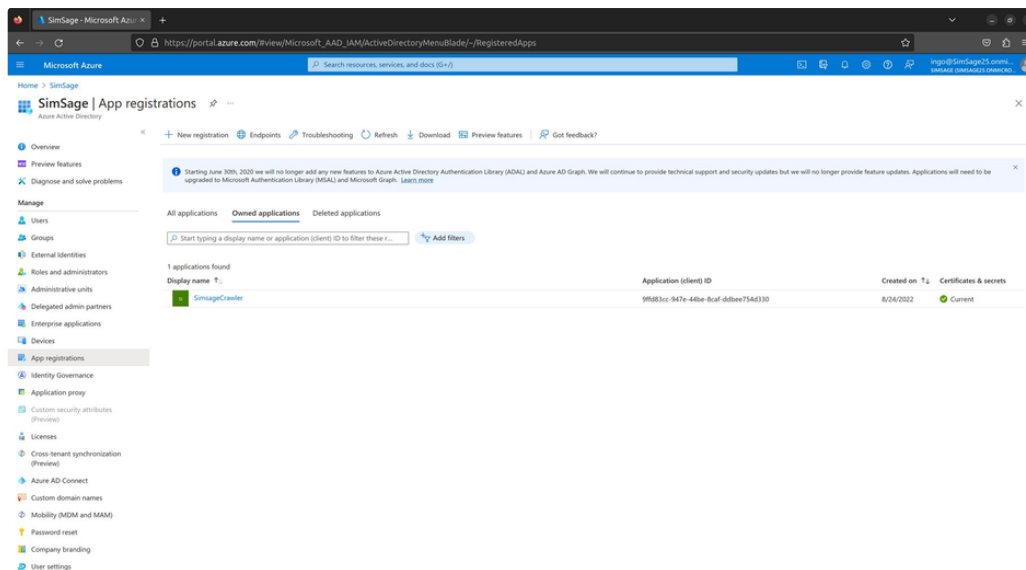 SimSage - Microsoft Azu
https://portal.azure.com/#view/Microsoft_AAD_IAM/ActiveDirectoryMenuBlade/~/RegisteredApps
Microsoft Azure
Search resources, services, and docs (G+/)
ingo@SimSage25.onmi...
SIMSAGE (SIMSAGE25.ONMICRO...
Home > SimSage
SimSage | App registrations
Azure Active Directory
New registration Endpoints Troubleshooting Refresh Download Preview features Got feedback?
Starting June 30th, 2020 we will no longer add any new features to Azure Active Directory Authentication Library (ADAL) and Azure AD Graph. We will continue to provide technical support and security updates but we will no longer provide feature updates. Applications will need to be
upgraded to Microsoft Authentication Library (MSAL) and Microsoft Graph. Learn more
All applications Owned applications Deleted applications
Start typing a display name or application (client) ID to filter these r...
Add filters
1 applications found
Display name Application (client) ID Created on Certificates & secrets
SimsageCrawler 9ffd83cc-947e-44be-8caf-ddbee754d330 8/24/2022 Current
Overview
Preview features
Diagnose and solve problems
Manage
Users
Groups
External Identities
Roles and administrators
Administrative units
Delegated admin partners
Enterprise applications
Devices
App registrations
Identity Governance
Application proxy
Custom security attributes
(Preview)
Licenses
Cross-tenant synchronization
(Preview)
Azure AD Connect
Custom domain names
Mobility (MDM and MAM)
Password reset
Company branding
User settings